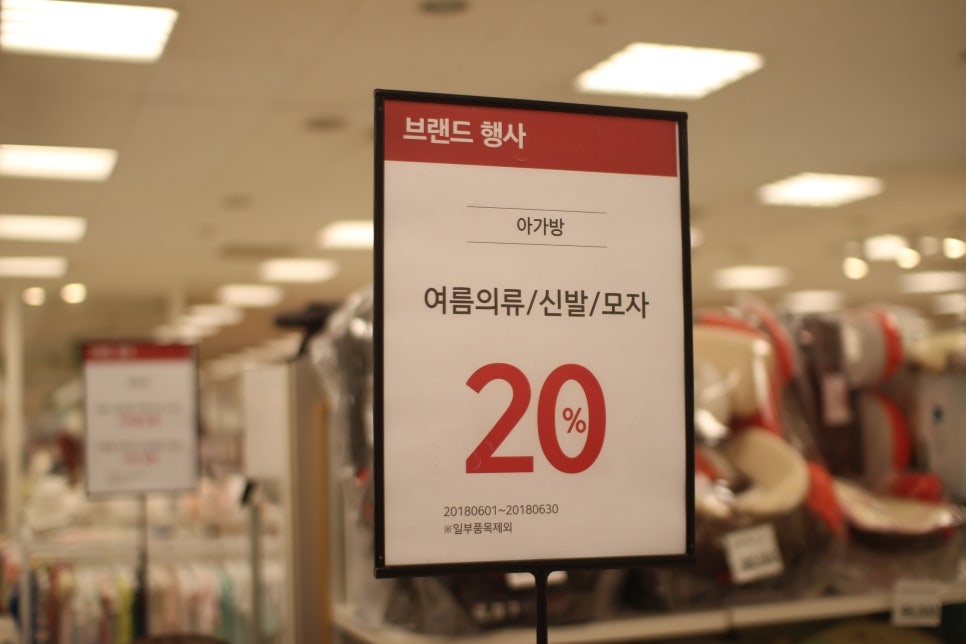 브랜드 행사
아가방
여름의류/신발/모자
20%
20180601~20180630
※일부품목제외